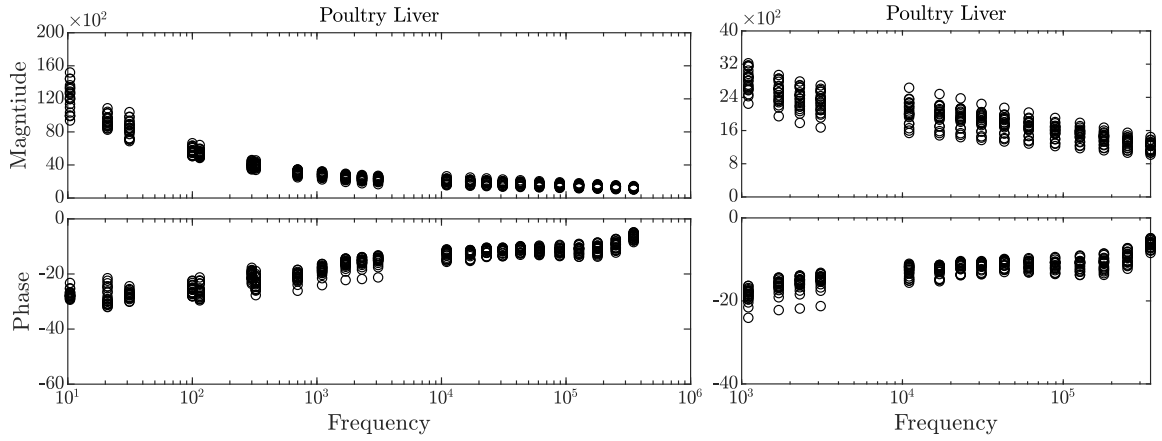 Poultry Liver
×10²
200
160
120
80
40
0
Magntiude
0
-20
-40
-60
Phase
10¹ 10² 10³ 10⁴ 10⁵ 10⁶
Frequency
Poultry Liver
×10²
40
32
24
16
8
0
0
-20
-40
10³ 10⁴ 10⁵
Frequency